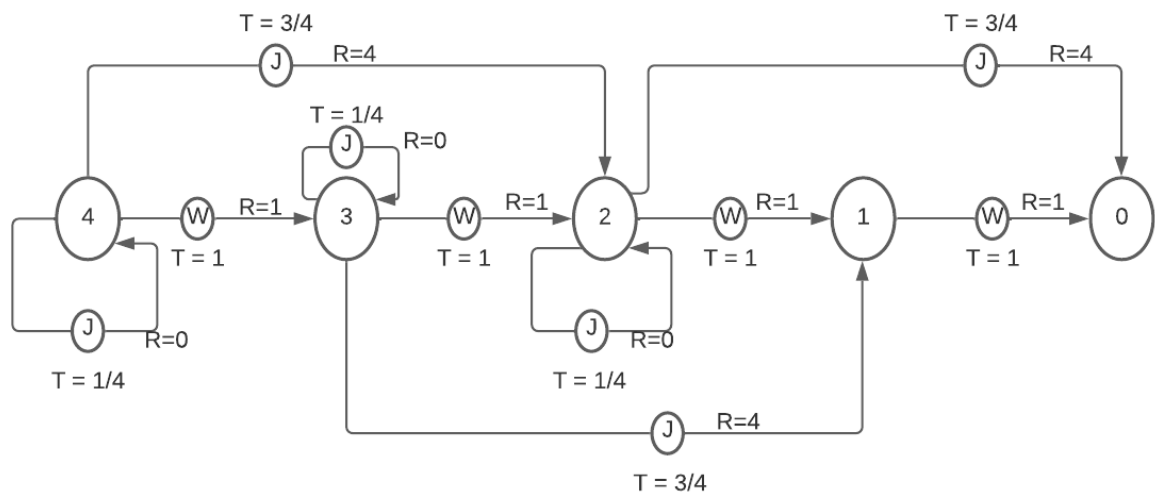 T = 3/4
T = 3/4
J
R=4
J
R=4
T = 1/4
J
R=0
4
W
R=1
3
W
R=1
2
W
R=1
1
W
R=1
0
T = 1
T = 1
T = 1
T = 1
J
R=0
J
R=0
T = 1/4
T = 1/4
J
R=4
T = 3/4